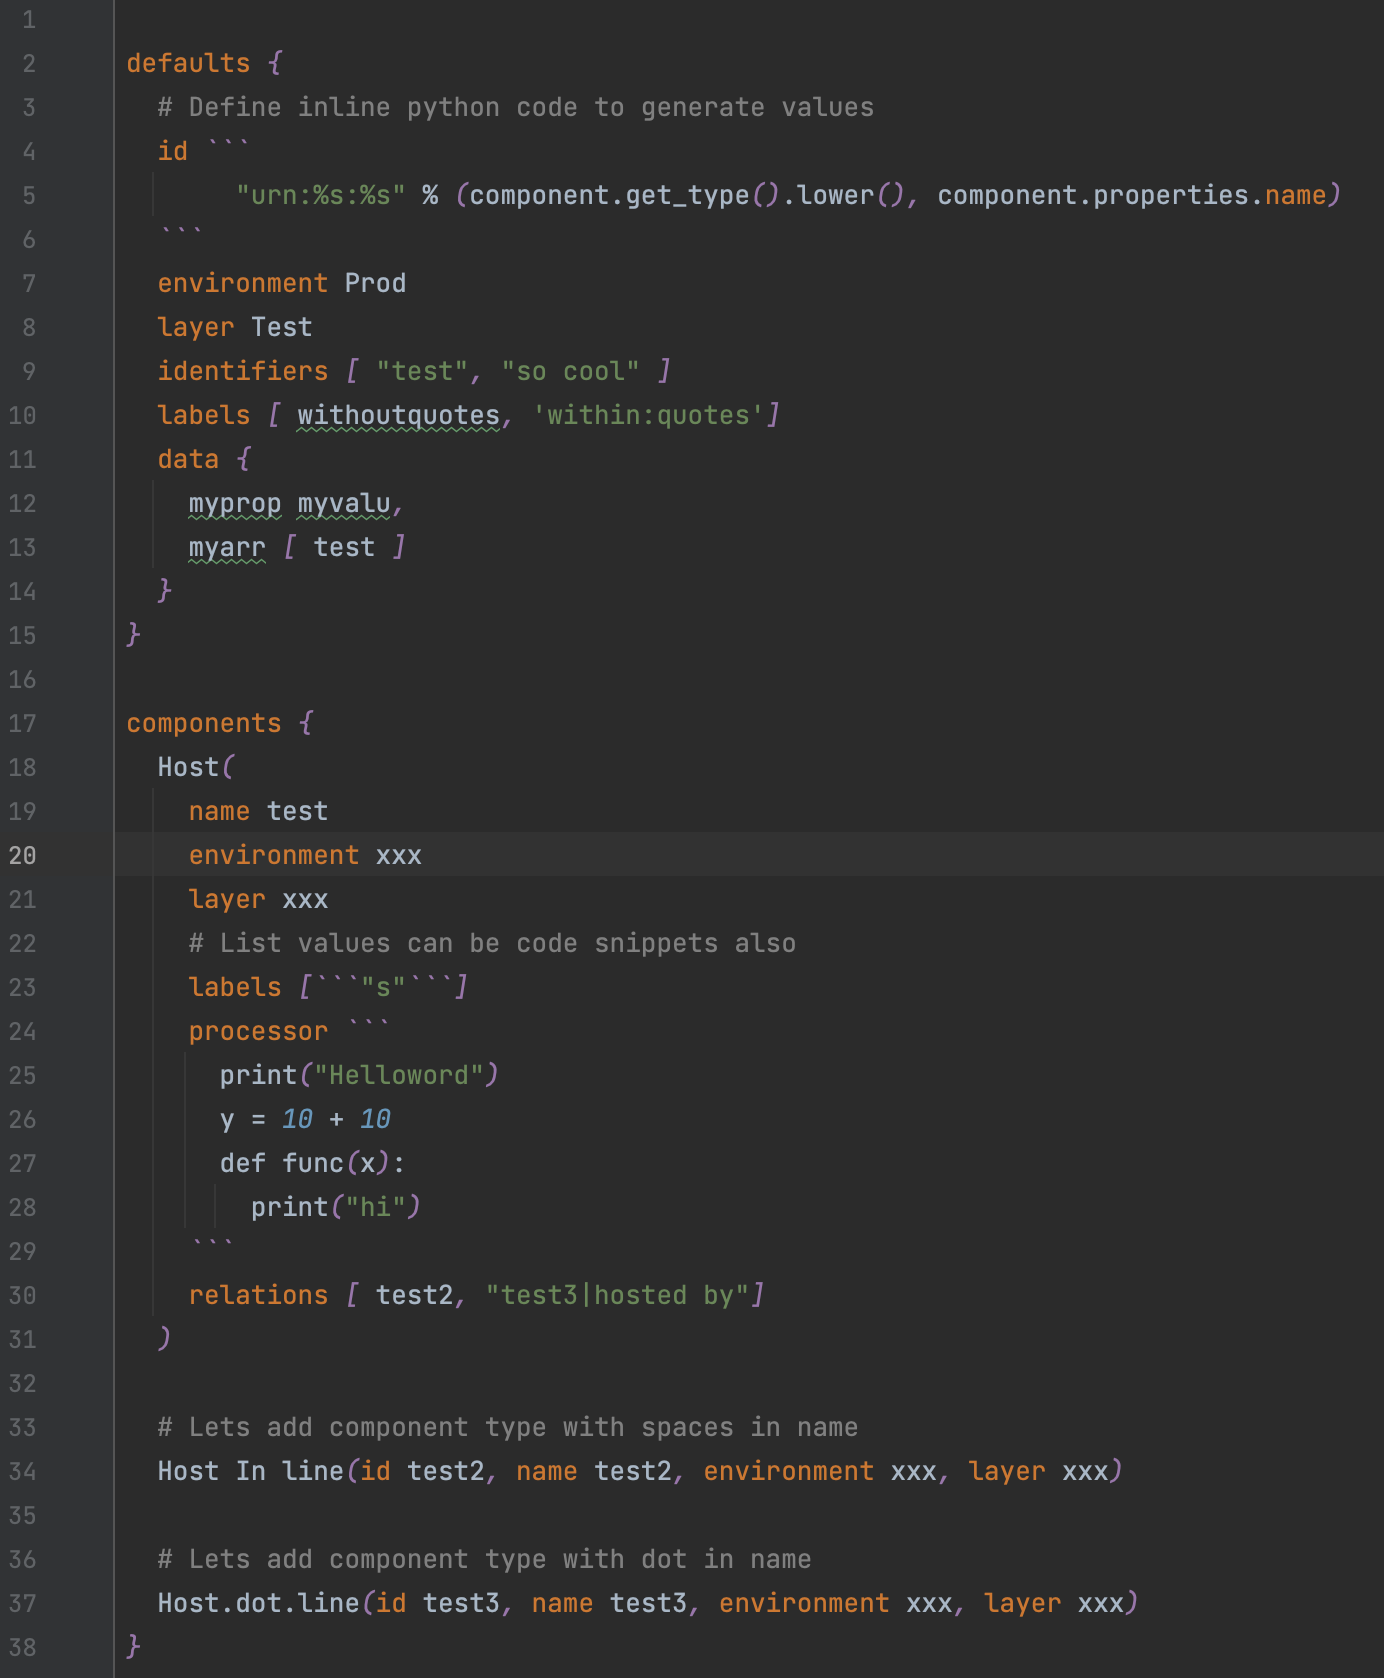 1
2 defaults {
3   # Define inline python code to generate values
4   id ```
5        "urn:%s:%s" % (component.get_type().lower(), component.properties.name)
6   ```
7   environment Prod
8   layer Test
9   identifiers [ "test", "so cool" ]
10   labels [ withoutquotes, 'within:quotes']
11   data {
12     myprop myvalu,
13     myarr [ test ]
14   }
15 }
16
17 components {
18   Host(
19     name test
20     environment xxx
21     layer xxx
22     # List values can be code snippets also
23     labels [```"s"```]
24     processor ```
25       print("Helloword")
26       y = 10 + 10
27       def func(x):
28         print("hi")
29     ```
30     relations [ test2, "test3|hosted by"]
31   )
32
33   # Lets add component type with spaces in name
34   Host In line(id test2, name test2, environment xxx, layer xxx)
35
36   # Lets add component type with dot in name
37   Host.dot.line(id test3, name test3, environment xxx, layer xxx)
38 }